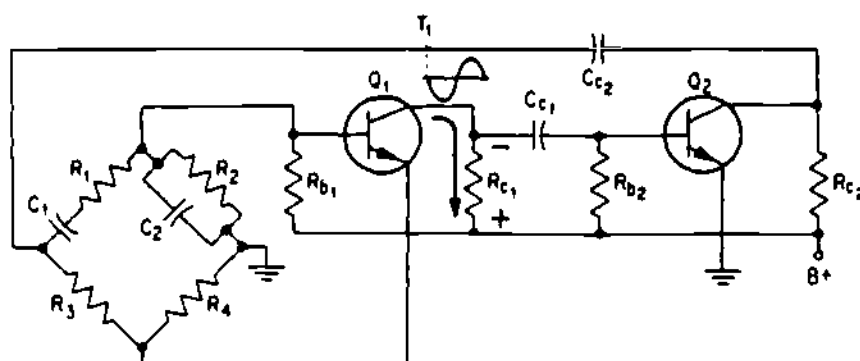 T1
Cc2
Q1
Q2
Cc1
R1
R2
C1
C2
Rb1
−
Rc1
+
Rb2
Rc2
B+
R3
R4